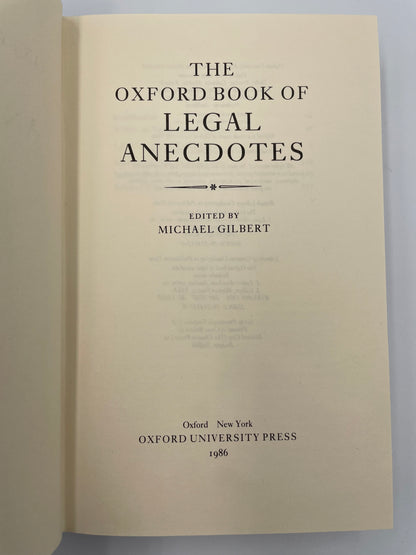 THE
OXFORD BOOK OF
LEGAL
ANECDOTES
EDITED BY
MICHAEL GILBERT
Oxford New York
OXFORD UNIVERSITY PRESS
1986